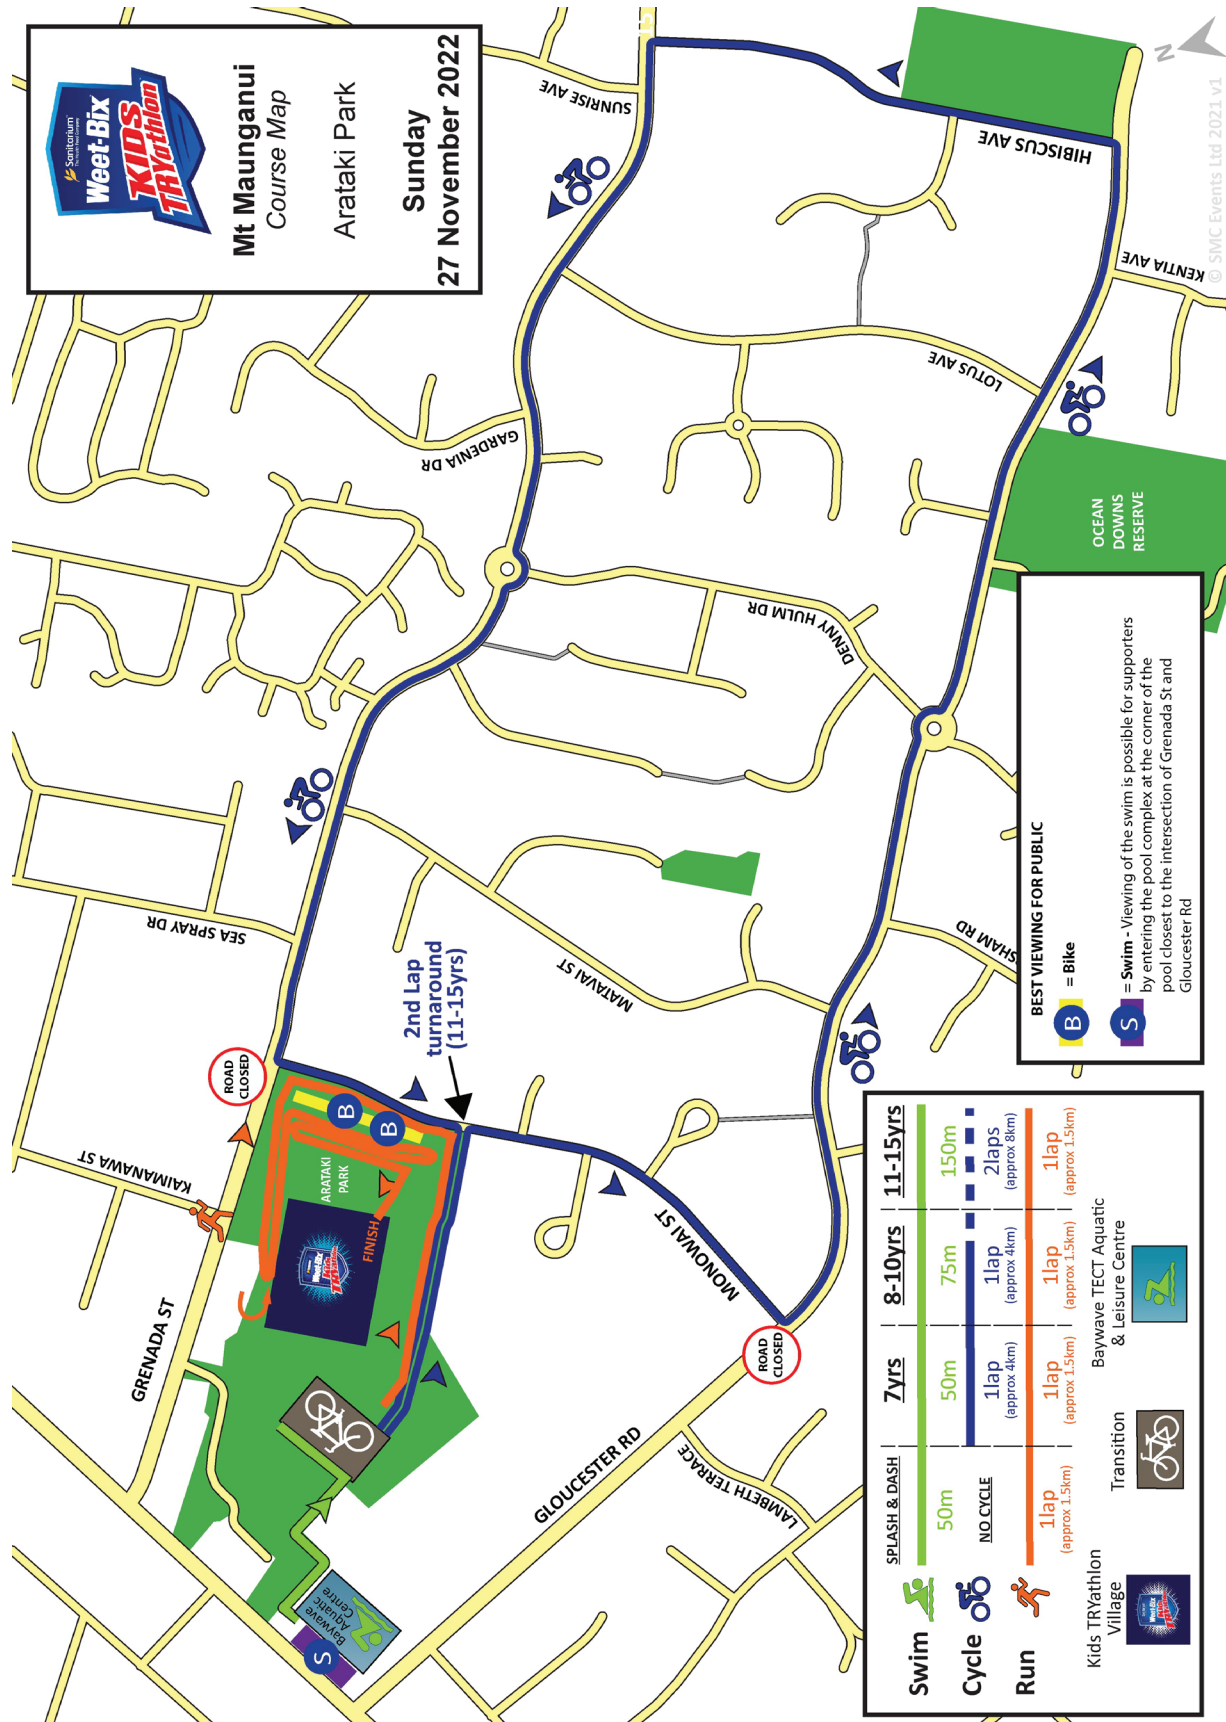 Sanitarium
Weet-Bix
KIDS
TRYathlon
Mt Maunganui
Course Map
Arataki Park
Sunday
27 November 2022
SUNRISE AVE
HIBISCUS AVE
KENTIA AVE
LOTUS AVE
GARDENIA DR
OCEAN
DOWNS
RESERVE
DENNY HULM DR
SEA SPRAY DR
MATAVAI ST
SHAM RD
2nd Lap
turnaround
(11-15yrs)
ROAD
CLOSED
KAIMANAWA ST
B
B
ARATAKI
PARK
FINISH
Weet-Bix
GRENADA ST
MONOWAI ST
ROAD
CLOSED
GLOUCESTER RD
LAMBETH TERRACE
Baywave
Aquatic
Centre
S
N
BEST VIEWING FOR PUBLIC
B = Bike
S = Swim - Viewing of the swim is possible for supporters
by entering the pool complex at the corner of the
pool closest to the intersection of Grenada St and
Gloucester Rd
SPLASH & DASH 7yrs 8-10yrs 11-15yrs
Swim 50m 50m 75m 150m
Cycle NO CYCLE 1lap 1lap 2laps
(approx 4km) (approx 4km) (approx 8km)
Run 1lap 1lap 1lap 1lap
(approx 1.5km) (approx 1.5km) (approx 1.5km) (approx 1.5km)
Kids TRYathlon
Village
Weet-Bix
Transition
Baywave TECT Aquatic
& Leisure Centre
© SMC Events Ltd 2021 v1